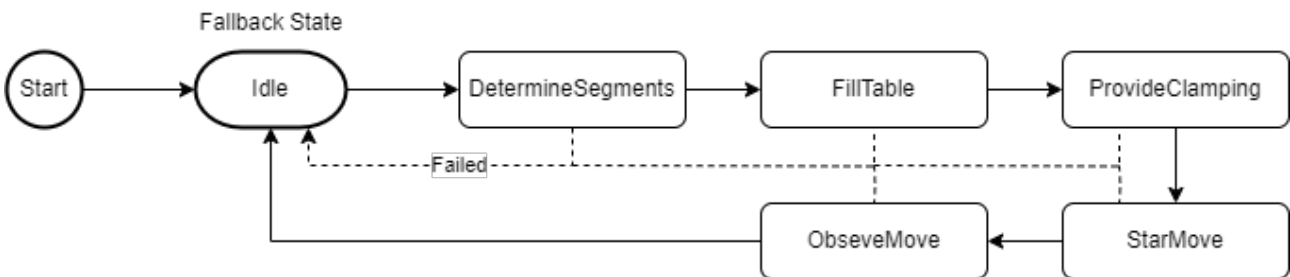 Fallback State
Start
Idle
DetermineSegments
FillTable
ProvideClamping
Failed
ObseveMove
StarMove